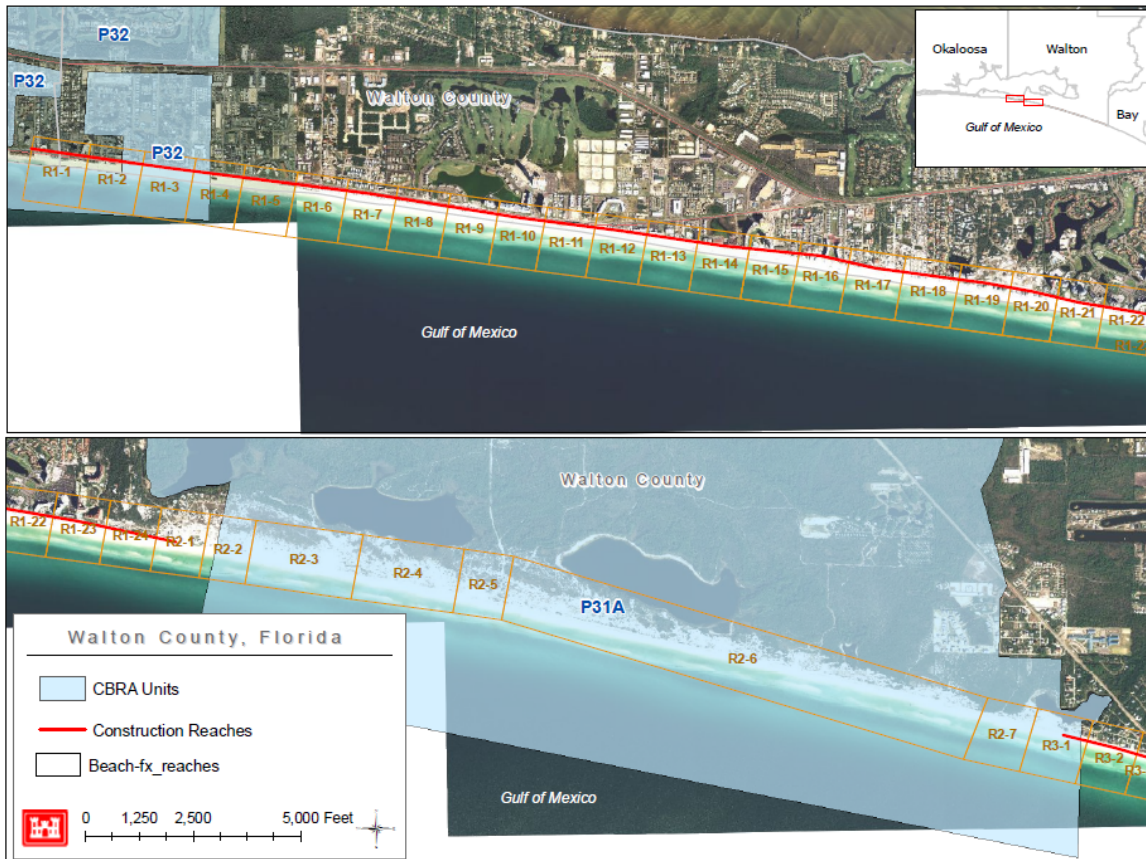 P32
P32
P32
Walton County
Okaloosa
Walton
Bay
Gulf of Mexico
R1-1
R1-2
R1-3
R1-4
R1-5
R1-6
R1-7
R1-8
R1-9
R1-10
R1-11
R1-12
R1-13
R1-14
R1-15
R1-16
R1-17
R1-18
R1-19
R1-20
R1-21
R1-22
Gulf of Mexico
Walton County
R1-22
R1-23
R1-24
R2-1
R2-2
R2-3
R2-4
R2-5
P31A
R2-6
R2-7
R3-1
R3-2
Walton County, Florida
CBRA Units
Construction Reaches
Beach-fx_reaches
0 1,250 2,500 5,000 Feet
Gulf of Mexico